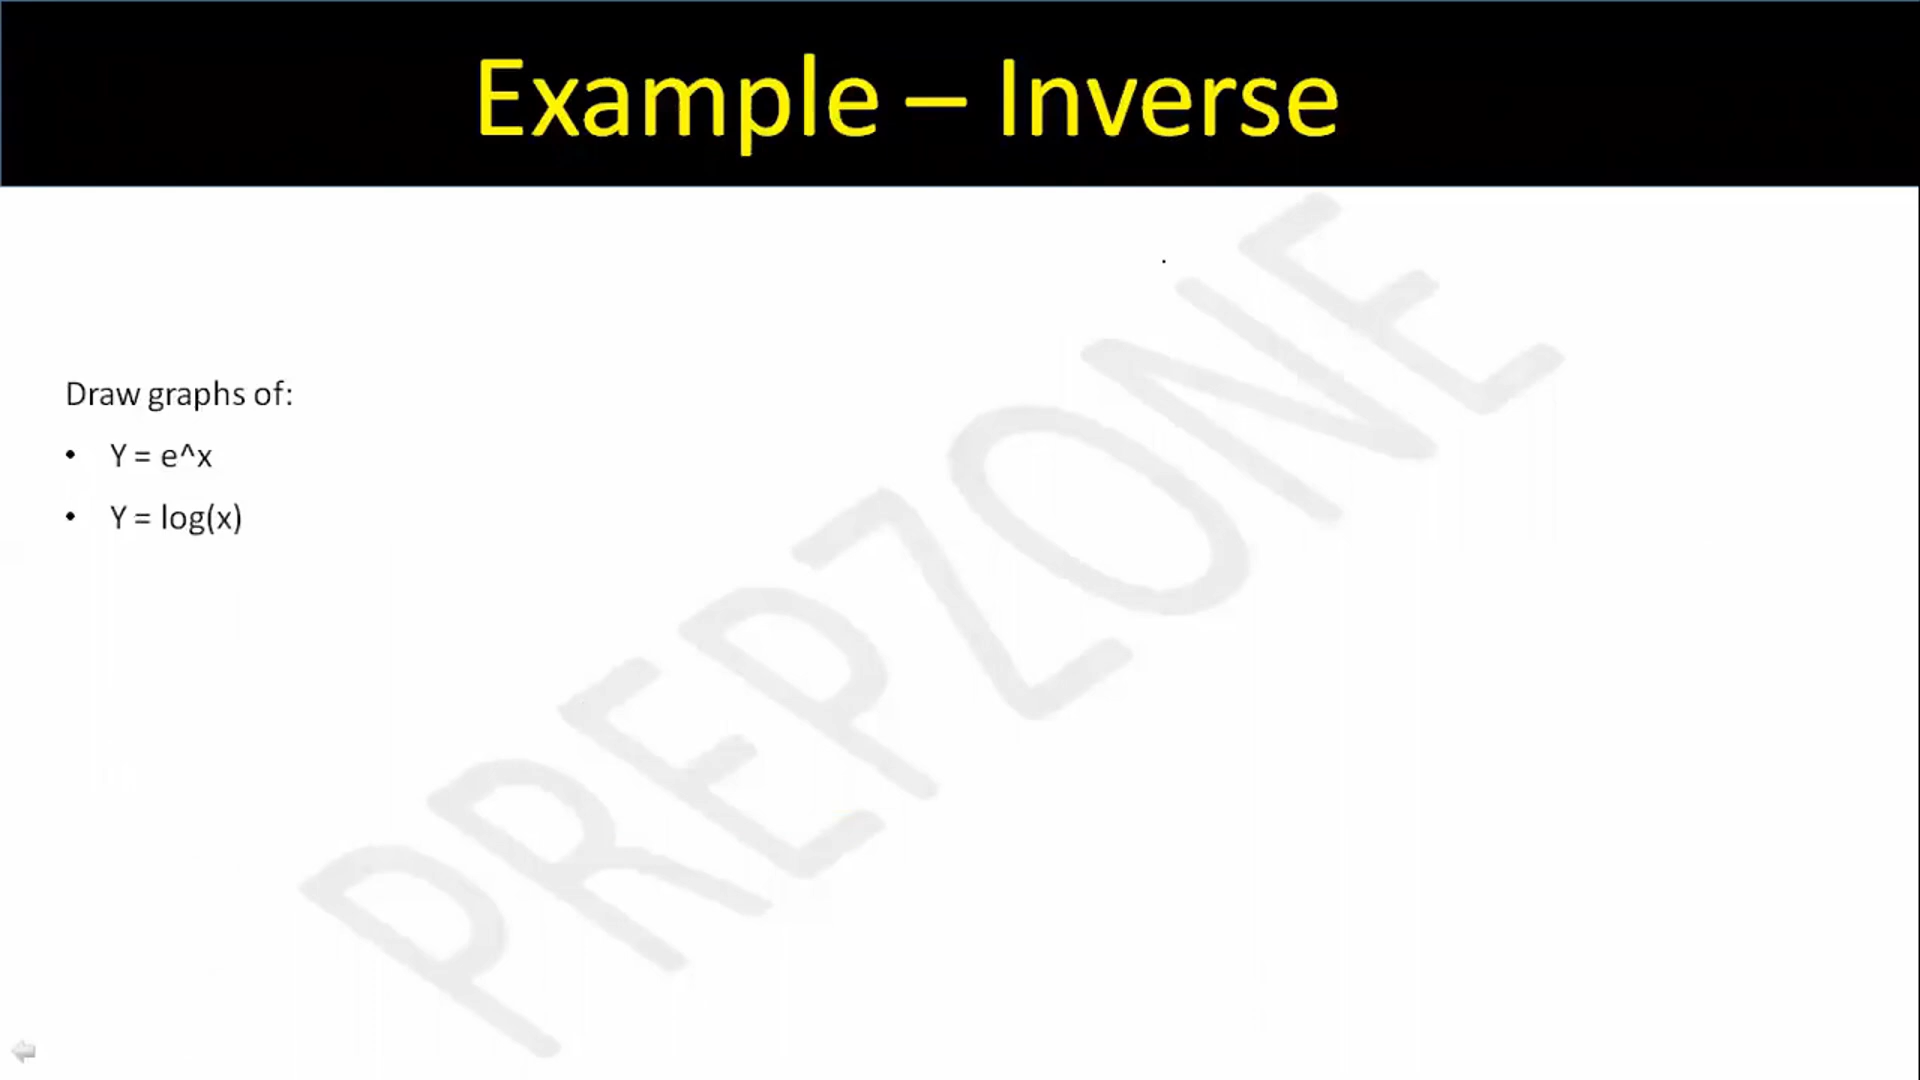 Example – Inverse
Draw graphs of:
• Y = e^x
• Y = log(x)
PREPZONE